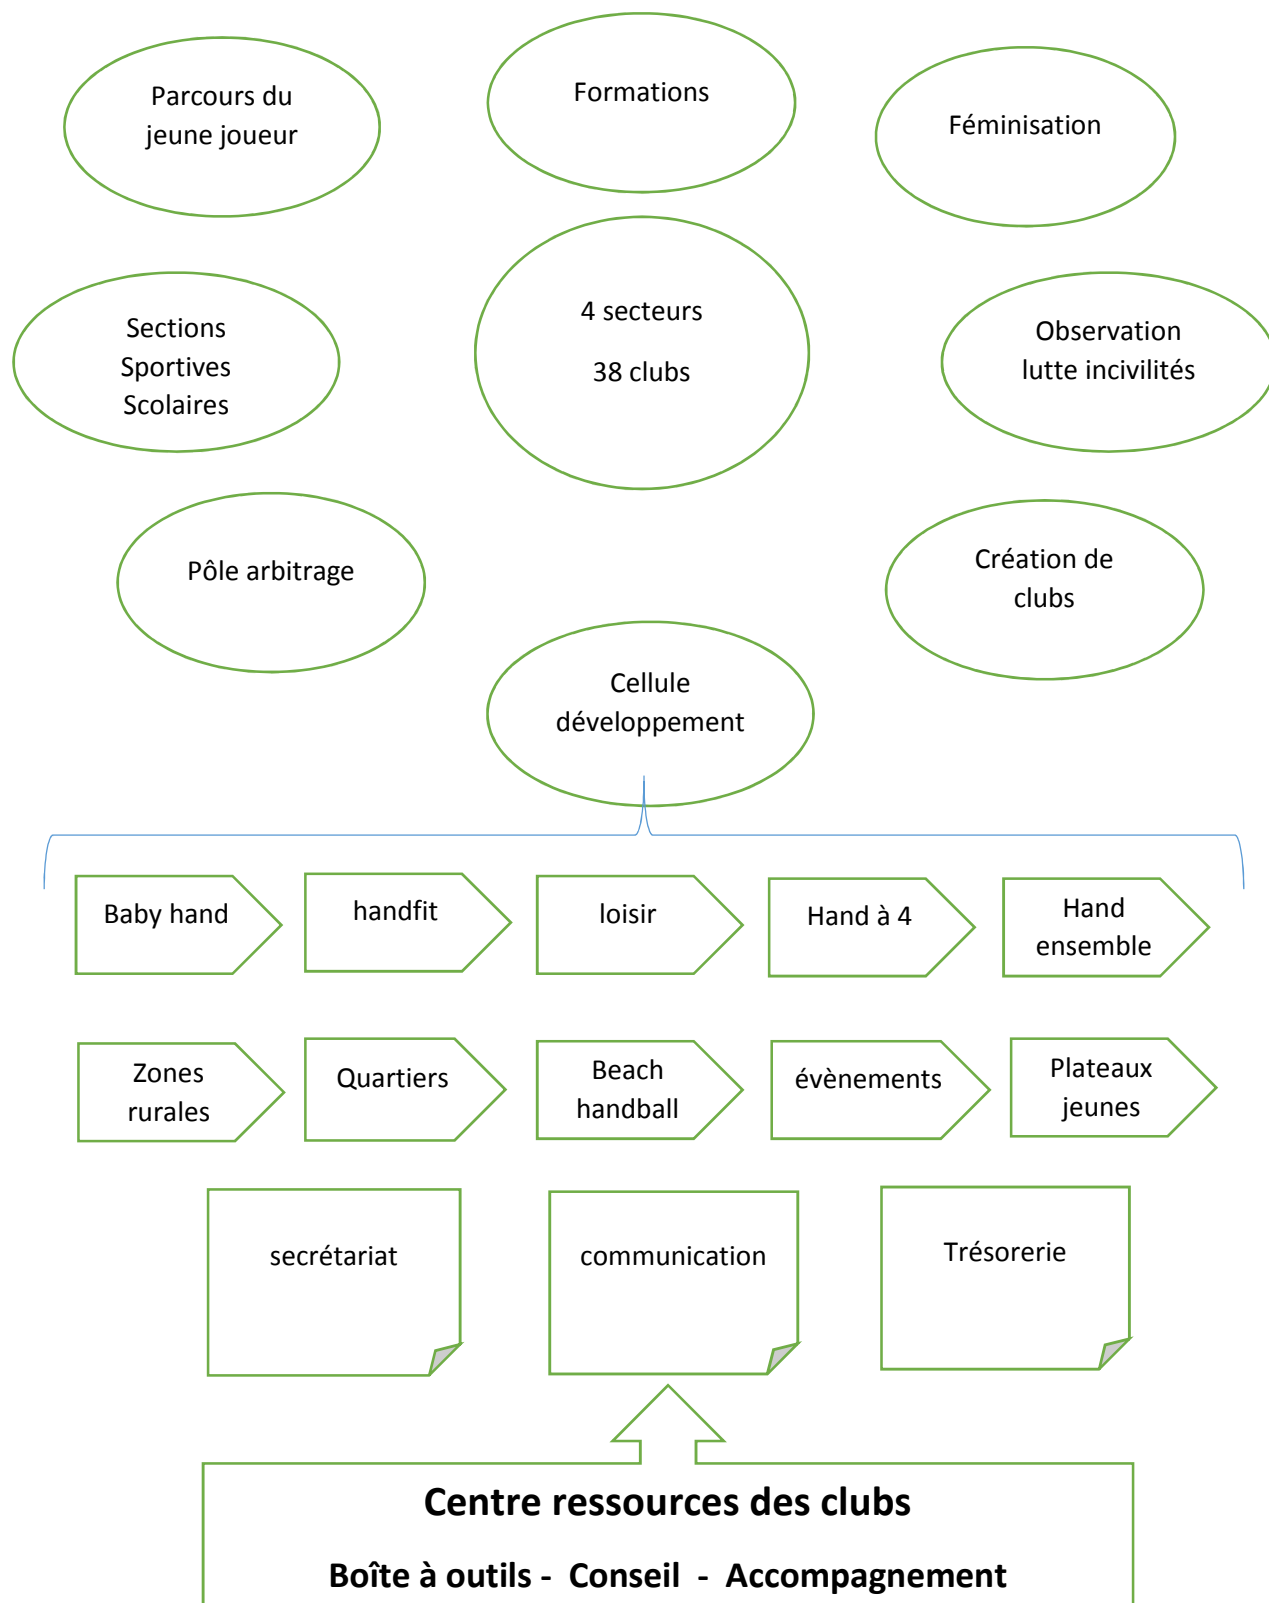 Parcours du
jeune joueur
Formations
Féminisation
Sections
Sportives
Scolaires
4 secteurs
38 clubs
Observation
lutte incivilités
Pôle arbitrage
Création de
clubs
Cellule
développement
Baby hand
handfit
loisir
Hand à 4
Hand
ensemble
Zones
rurales
Quartiers
Beach
handball
évènements
Plateaux
jeunes
secrétariat
communication
Trésorerie
Centre ressources des clubs
Boîte à outils - Conseil - Accompagnement